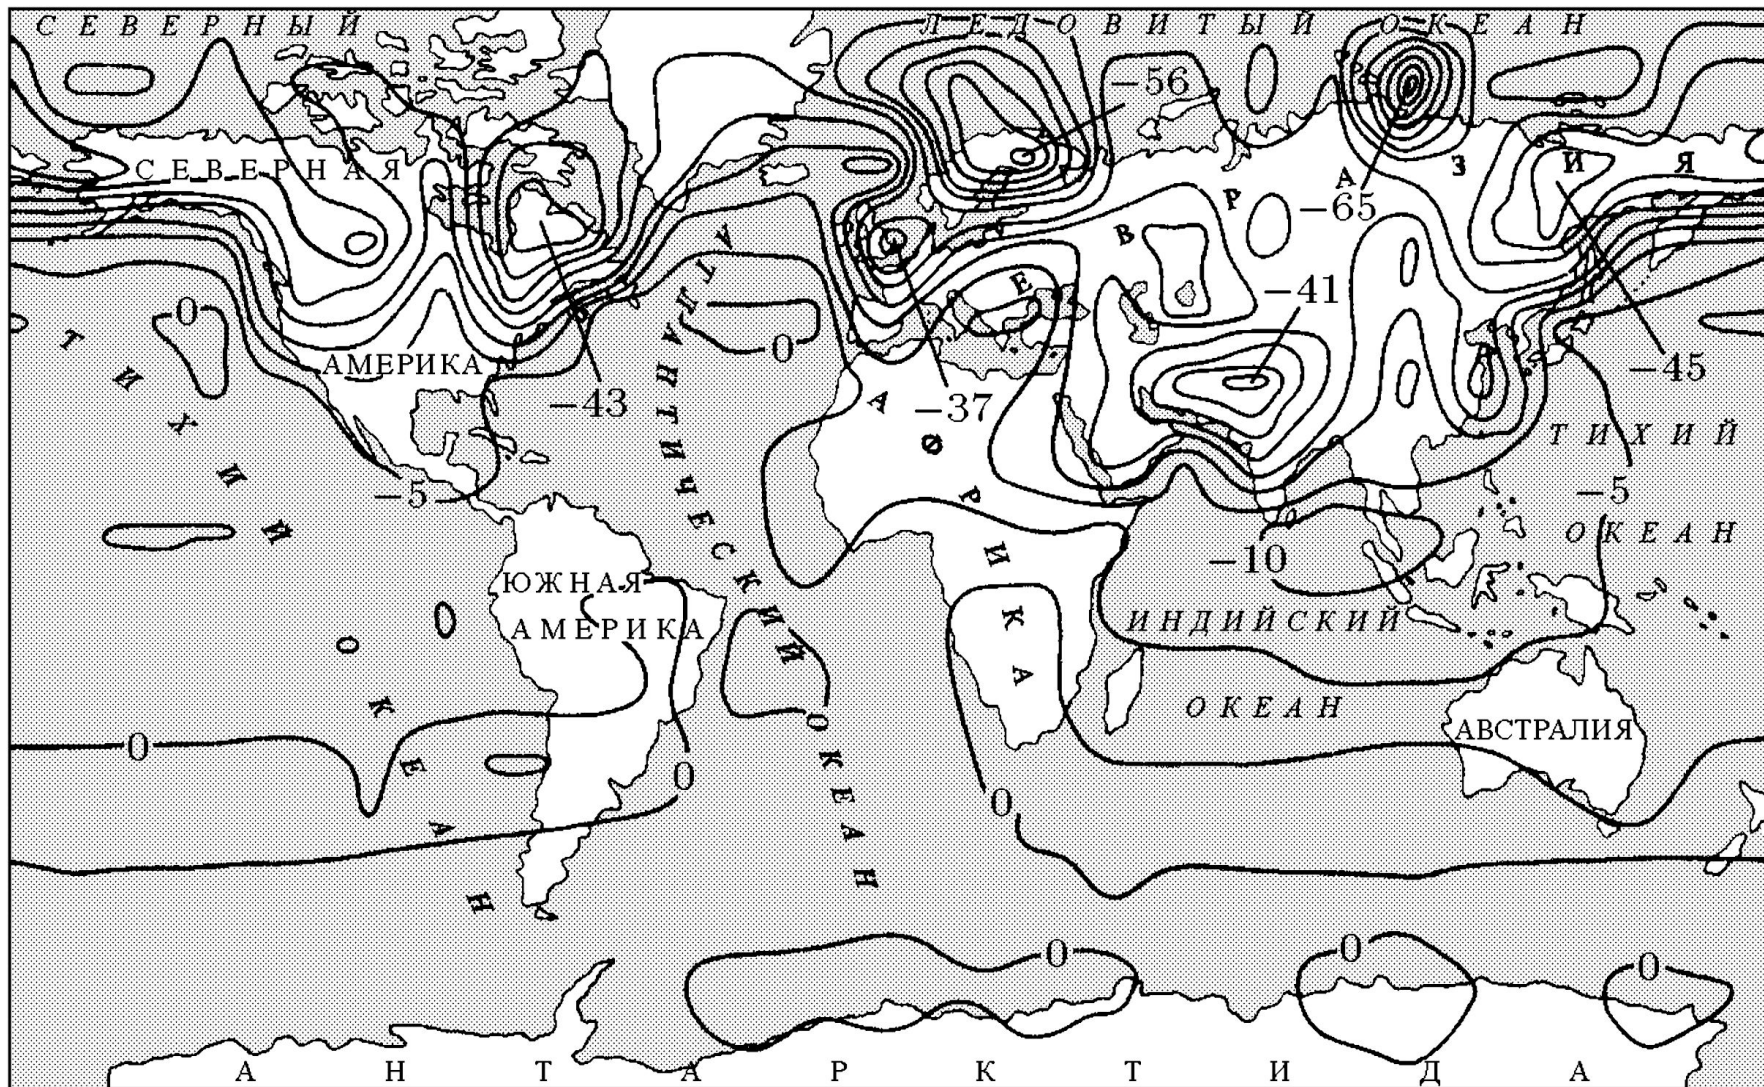 СЕВЕРНЫЙ ЛЕДОВИТЫЙ ОКЕАН
−56
СЕВЕРНАЯ
АМЕРИКА
ЕВРАЗИЯ
−65
−41
−45
−43
−37
0
0
ТИХИЙ
ОКЕАН
АТЛАНТИЧЕСКИЙ
ОКЕАН
АФРИКА
ТИХИЙ
ОКЕАН
−5
−5
−10
ЮЖНАЯ
АМЕРИКА
ИНДИЙСКИЙ
ОКЕАН
АВСТРАЛИЯ
0
0
0
0
0
0
АНТАРКТИДА